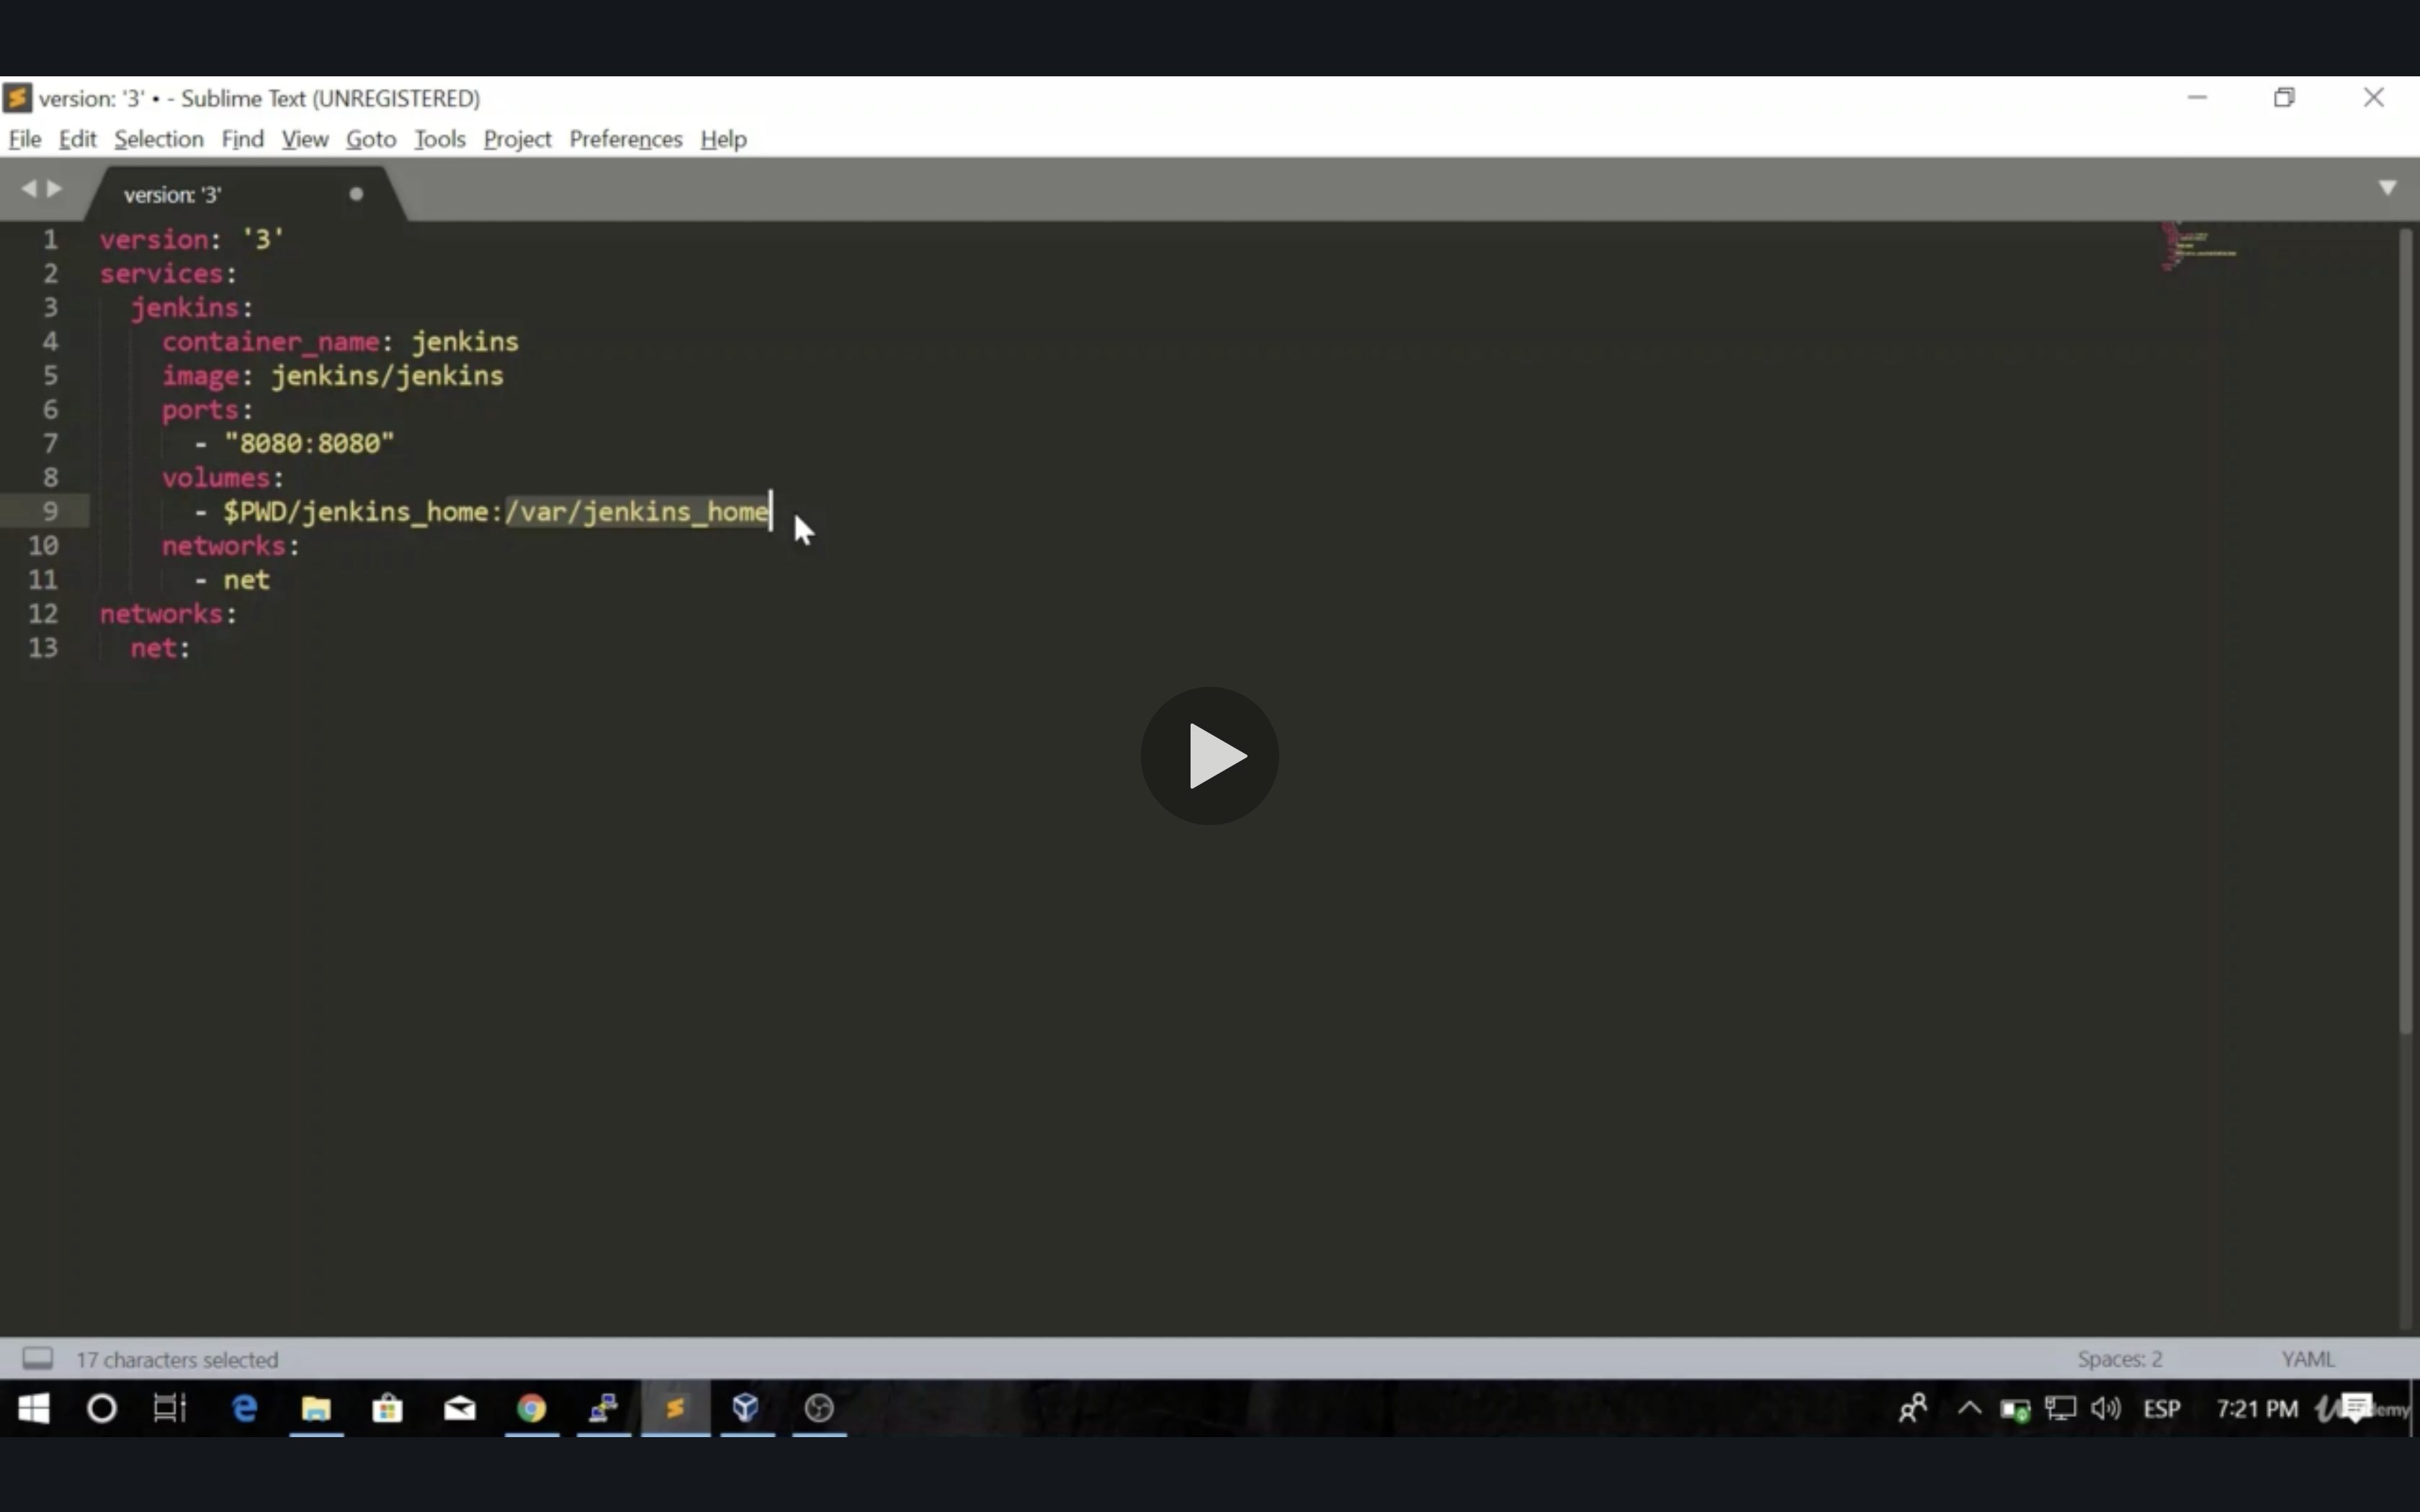 version: '3' • - Sublime Text (UNREGISTERED)
File Edit Selection Find View Goto Tools Project Preferences Help
version: '3'
1 version: '3'
2 services:
3 jenkins:
4 container_name: jenkins
5 image: jenkins/jenkins
6 ports:
7 - "8080:8080"
8 volumes:
9 - $PWD/jenkins_home:/var/jenkins_home
10 networks:
11 - net
12 networks:
13 net:
17 characters selected Spaces: 2 YAML
ESP 7:21 PM